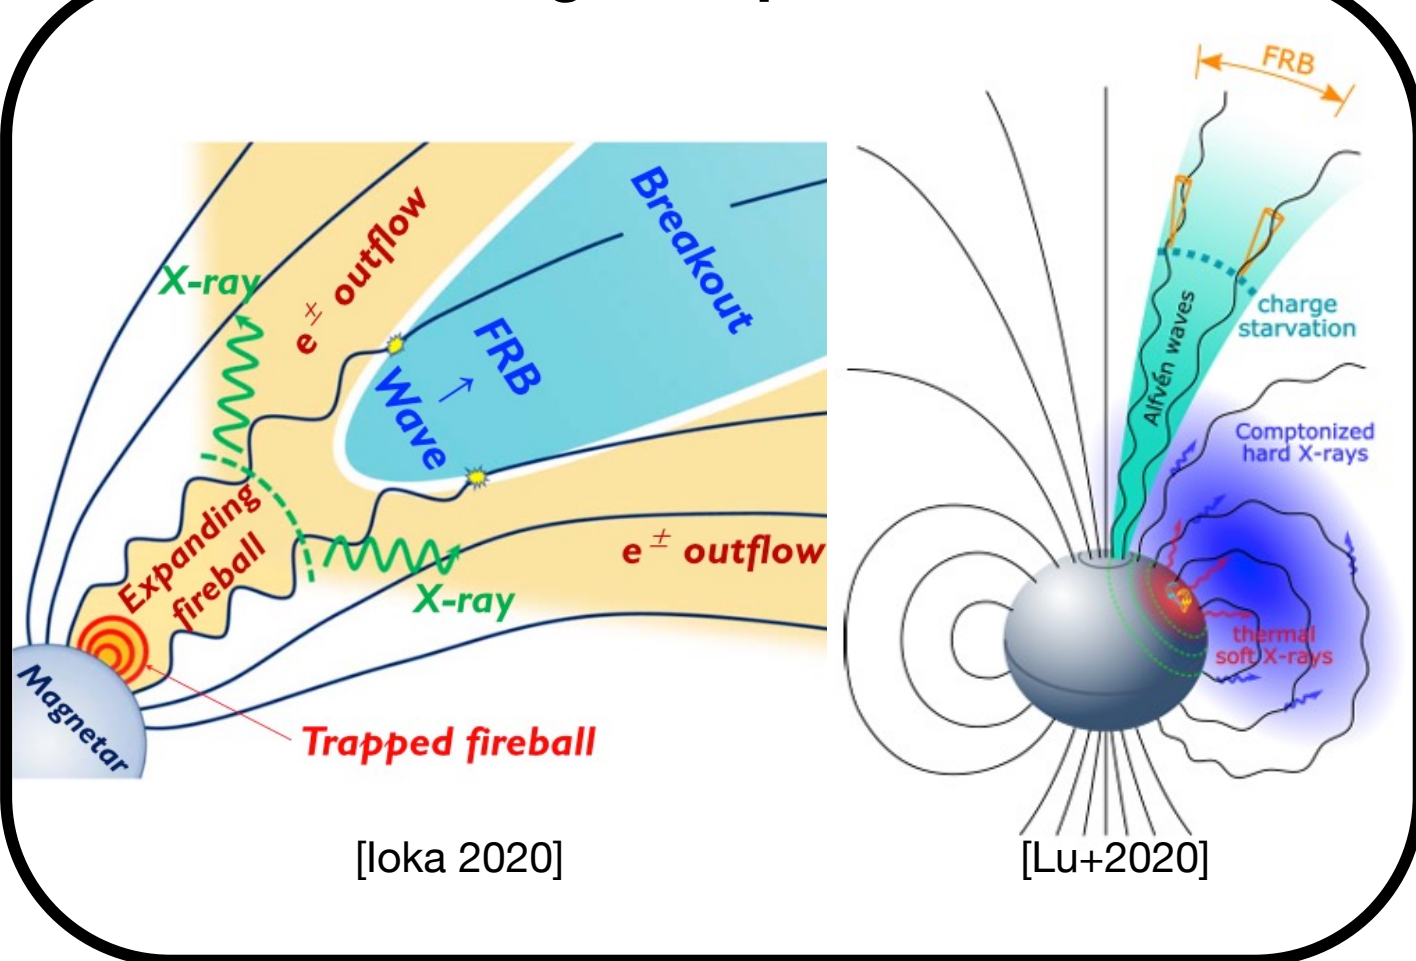 X-ray
e± outflow
Breakout
FRB
Wave →
Expanding
fireball
e± outflow
X-ray
Magnetar
Trapped fireball
[Ioka 2020]
FRB
charge
starvation
Alfvén waves
Comptonized
hard X-rays
thermal
soft X-rays
[Lu+2020]